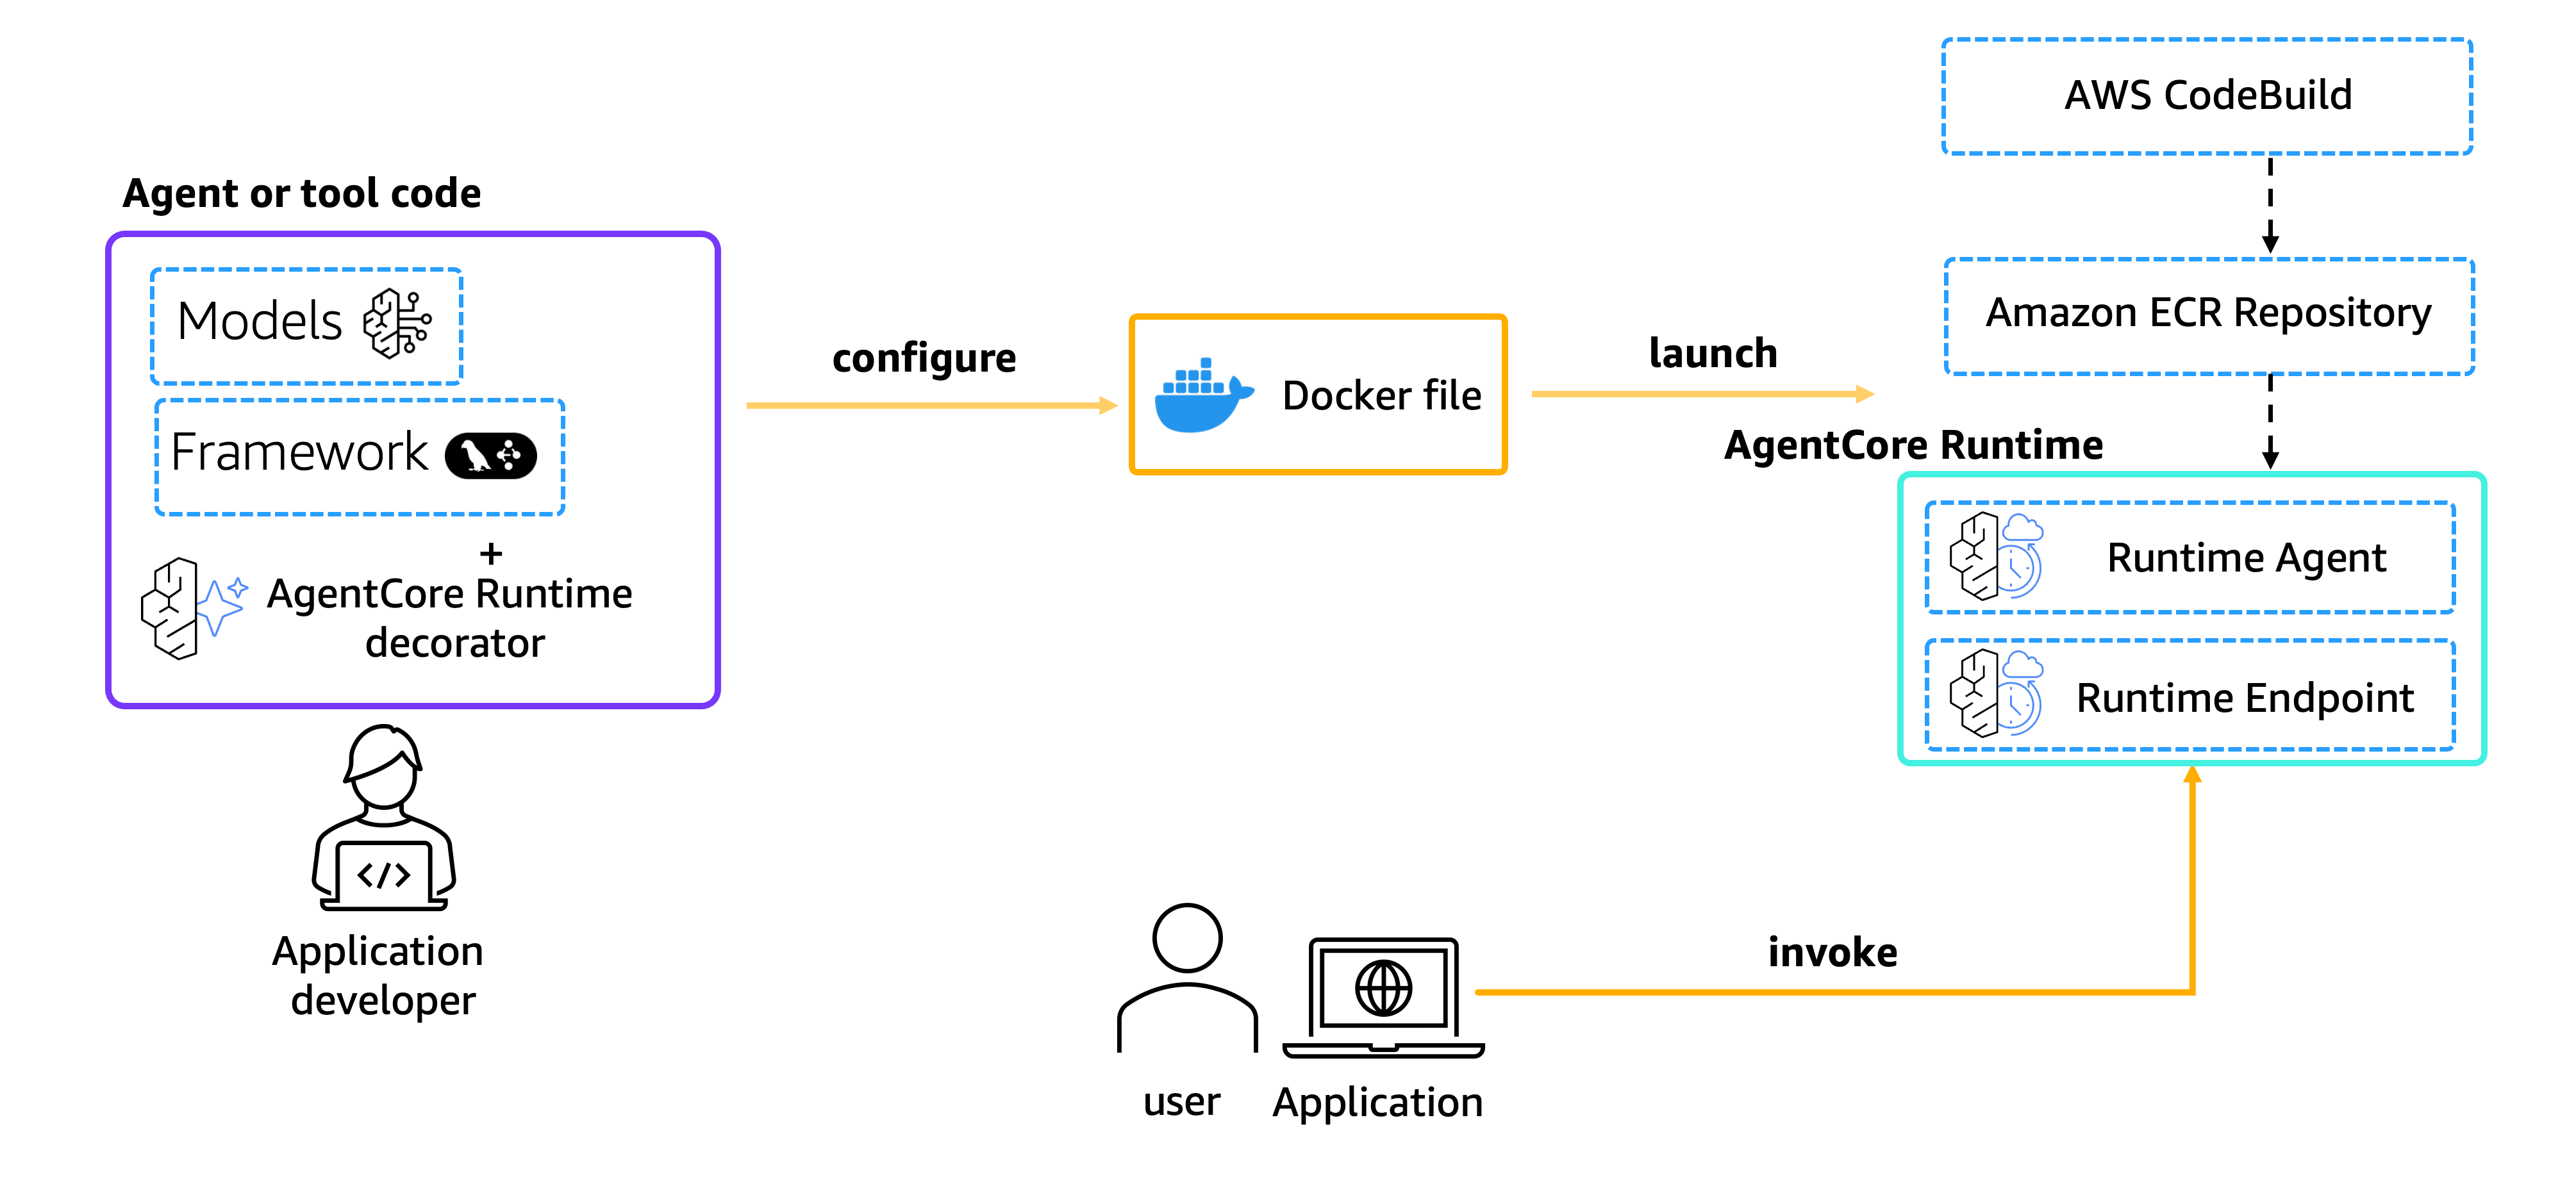 Agent or tool code
Models
Framework
+
AgentCore Runtime
decorator
Application
developer
configure
Docker file
launch
AWS CodeBuild
Amazon ECR Repository
AgentCore Runtime
Runtime Agent
Runtime Endpoint
invoke
user
Application